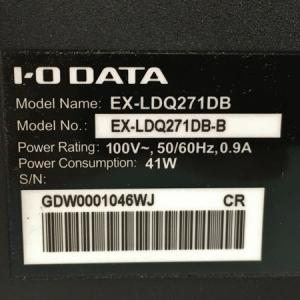 I-O DATA
Model Name: EX-LDQ271DB
Model No.: EX-LDQ271DB-B
Power Rating: 100V~, 50/60Hz, 0.9A
Power Consumption: 41W
S/N:
GDW0001046WJ CR